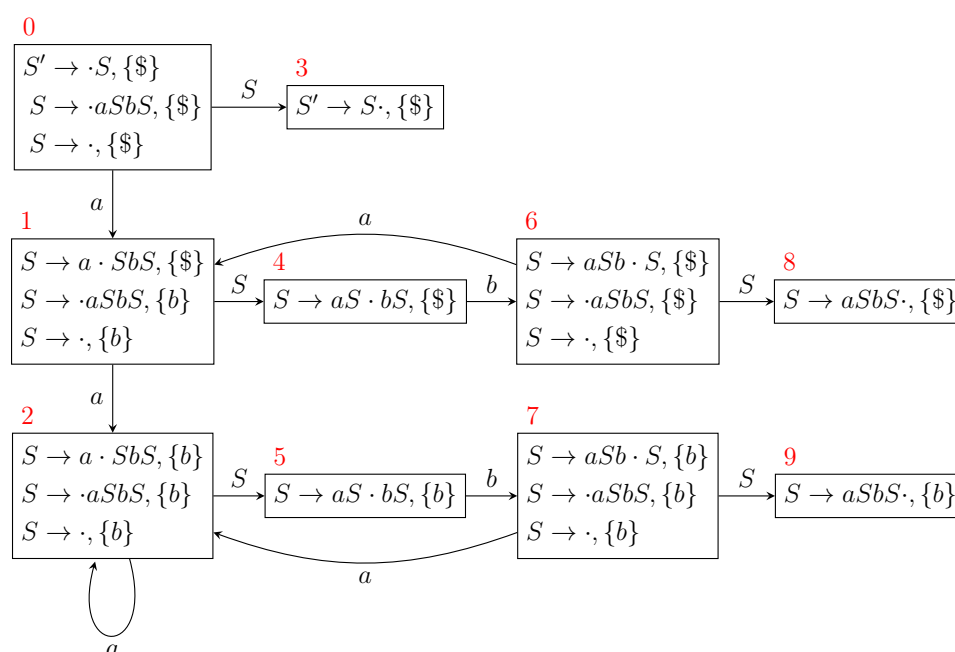 0
S′ → ·S, {$}
S → ·aSbS, {$}
S → ·, {$}
S
3
S′ → S·, {$}
a
1
S → a · SbS, {$}
S → ·aSbS, {b}
S → ·, {b}
S
4
S → aS · bS, {$}
b
a
6
S → aSb · S, {$}
S → ·aSbS, {$}
S → ·, {$}
S
8
S → aSbS·, {$}
a
2
S → a · SbS, {b}
S → ·aSbS, {b}
S → ·, {b}
S
5
S → aS · bS, {b}
b
7
S → aSb · S, {b}
S → ·aSbS, {b}
S → ·, {b}
S
9
S → aSbS·, {b}
a
a